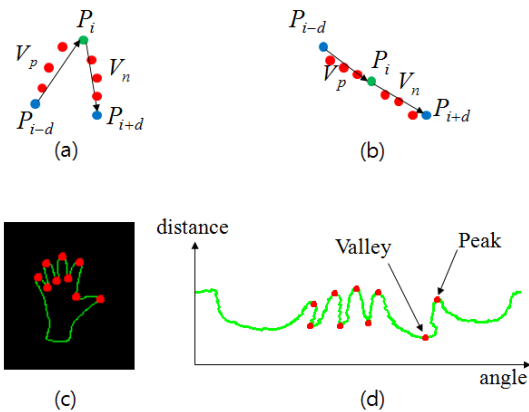 P_i
V_p
V_n
P_{i-d}
P_{i+d}
(a)
P_{i-d}
P_i
V_p
V_n
P_{i+d}
(b)
distance
Valley
Peak
angle
(c)
(d)